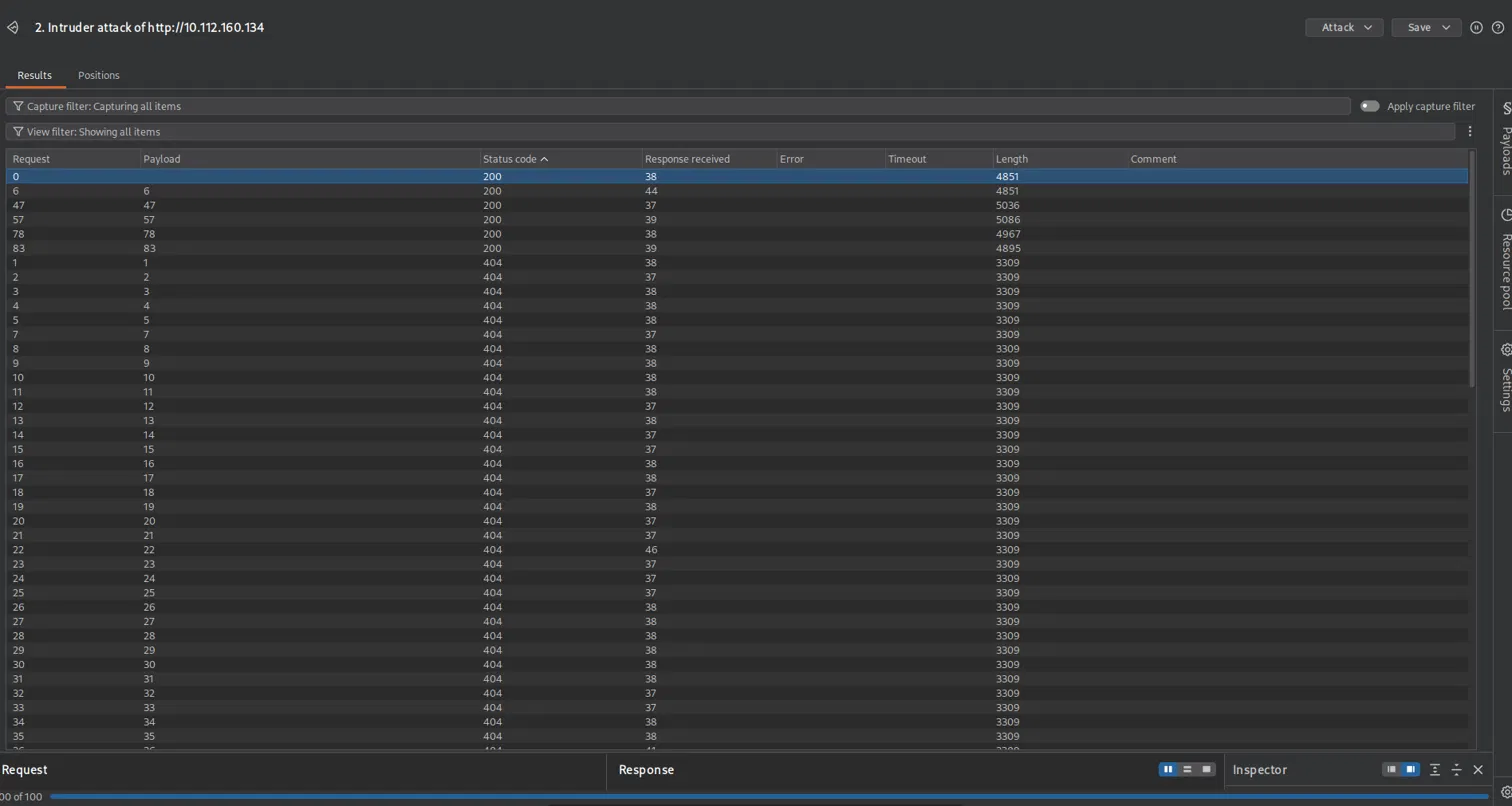 2. Intruder attack of http://10.112.160.134 Attack Save
Results Positions
Capture filter: Capturing all items Apply capture filter
View filter: Showing all items
Request Payload Status code Response received Error Timeout Length Comment
0 200 38 4851
6 6 200 44 4851
47 47 200 37 5036
57 57 200 39 5086
78 78 200 38 4967
83 83 200 39 4895
1 1 404 38 3309
2 2 404 37 3309
3 3 404 38 3309
4 4 404 38 3309
5 5 404 38 3309
7 7 404 37 3309
8 8 404 38 3309
9 9 404 38 3309
10 10 404 38 3309
11 11 404 38 3309
12 12 404 37 3309
13 13 404 38 3309
14 14 404 37 3309
15 15 404 37 3309
16 16 404 38 3309
17 17 404 38 3309
18 18 404 37 3309
19 19 404 38 3309
20 20 404 37 3309
21 21 404 37 3309
22 22 404 46 3309
23 23 404 37 3309
24 24 404 37 3309
25 25 404 37 3309
26 26 404 38 3309
27 27 404 38 3309
28 28 404 38 3309
29 29 404 38 3309
30 30 404 38 3309
31 31 404 38 3309
32 32 404 37 3309
33 33 404 37 3309
34 34 404 38 3309
35 35 404 38 3309
Payloads
Resource pool
Settings
Request Response Inspector
of 100